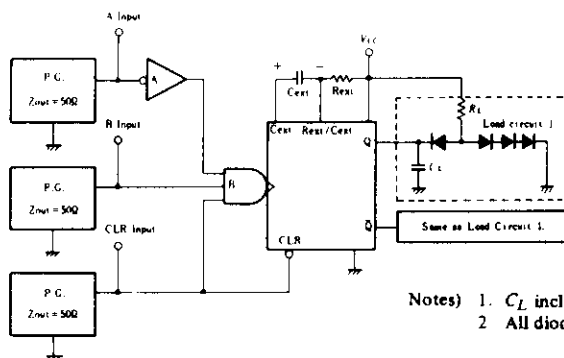 A Input
P.G.
Zout = 50Ω
A
B Input
P.G.
Zout = 50Ω
B
CLR Input
P.G.
Zout = 50Ω
VCC
+
−
Cext
Rext
Cext
Rext/Cext
Q
CLR
Q̄
RL
Load circuit 1
CL
Same as Load Circuit 1.
Notes) 1. CL incl
2 All diod